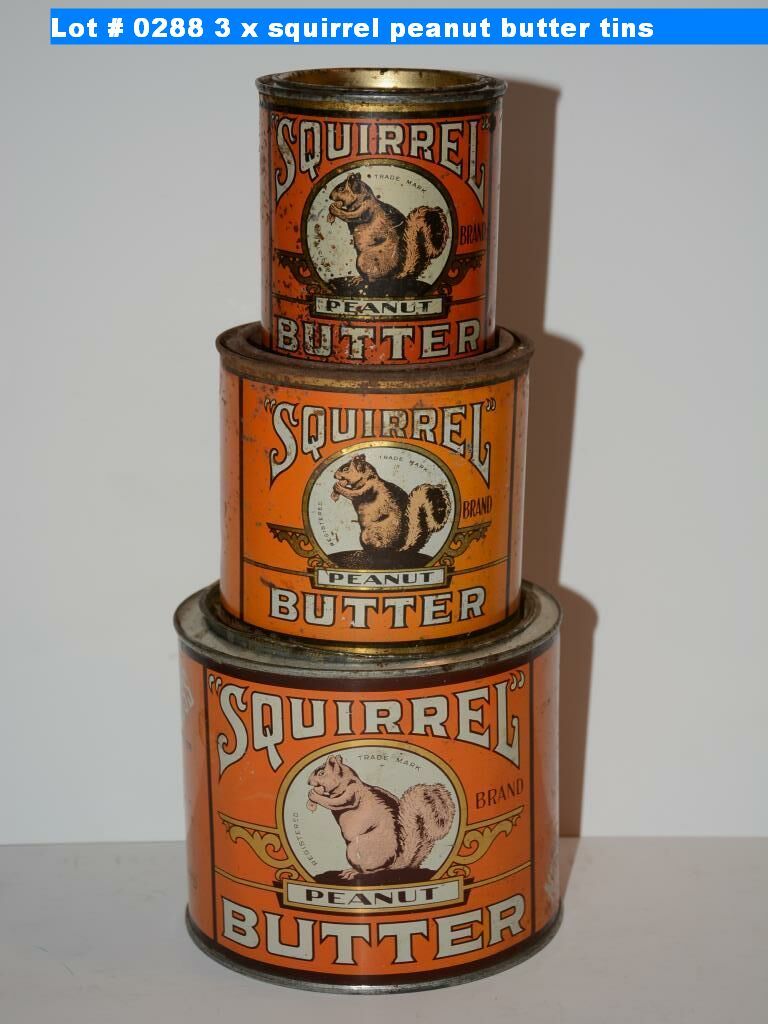 Lot # 0288 3 x squirrel peanut butter tins
"SQUIRREL"
TRADE MARK
BRAND
PEANUT
BUTTER
"SQUIRREL"
TRADE MARK
REGISTERED
BRAND
PEANUT
BUTTER
"SQUIRREL"
TRADE MARK
BRAND
REGISTERED
PEANUT
BUTTER